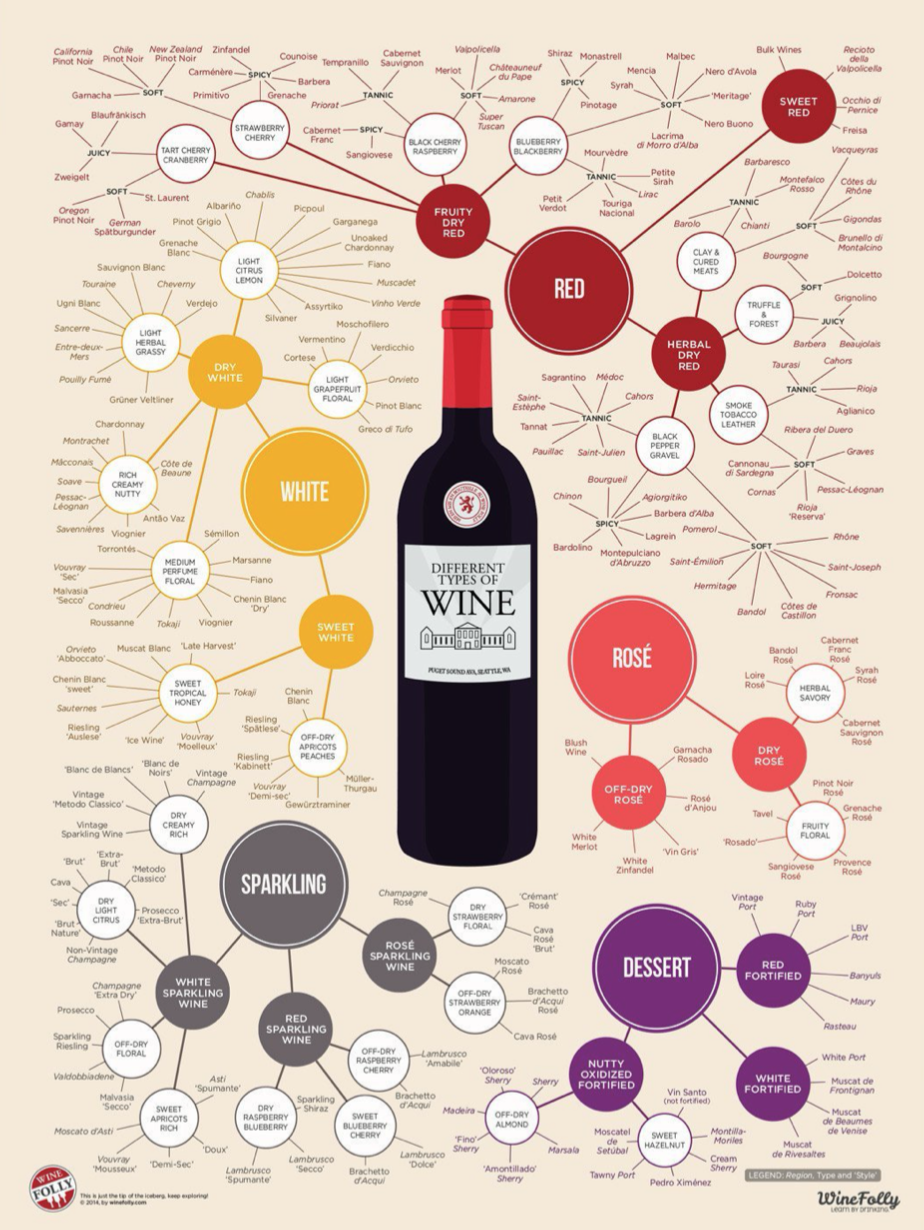 California
Pinot Noir
Chile
Pinot Noir
New Zealand
Pinot Noir
Garnacha
SOFT
Zinfandel
Carménère
SPICY
Counoise
Barbera
Primitivo
Grenache
STRAWBERRY
CHERRY
Gamay
Blaufränkisch
JUICY
Zweigelt
SOFT
St. Laurent
Oregon
Pinot Noir
German
Spätburgunder
TART CHERRY
CRANBERRY
Tempranillo
Cabernet
Sauvignon
TANNIC
Priorat
Cabernet
Franc
SPICY
Sangiovese
Valpolicella
Merlot
Châteauneuf
du Pape
SOFT
Amarone
Super
Tuscan
BLACK CHERRY
RASPBERRY
Shiraz
Monastrell
SPICY
Pinotage
Malbec
Mencia
Syrah
Nero d'Avola
SOFT
'Meritage'
Nero Buono
Lacrima
di Morro d'Alba
BLUEBERRY
BLACKBERRY
Mourvèdre
TANNIC
Petite
Sirah
Lirac
Petit
Verdot
Touriga
Nacional
FRUITY
DRY
RED
RED
Bulk Wines
Recioto
della
Valpolicella
SWEET
RED
Occhio di
Pernice
Freisa
Barbaresco
Montefalco
Rosso
TANNIC
Barolo
Chianti
Vacqueyras
Côtes du
Rhône
SOFT
Gigondas
Brunello di
Montalcino
CLAY &
CURED
MEATS
Bourgogne
Dolcetto
SOFT
Grignolino
JUICY
Barbera
Beaujolais
TRUFFLE
&
FOREST
HERBAL
DRY
RED
Taurasi
Cahors
TANNIC
Rioja
Aglianico
SMOKE
TOBACCO
LEATHER
Ribera del Duero
Graves
Cannonau
di Sardegna
SOFT
Cornas
Pessac-Léognan
Rioja
'Reserva'
Sagrantino
Médoc
Saint-
Estèphe
Cahors
TANNIC
Tannat
Pauillac
Saint-Julien
BLACK
PEPPER
GRAVEL
Bourgueil
Chinon
Agiorgitiko
Barbera d'Alba
SPICY
Lagrein
Bardolino
Montepulciano
d'Abruzzo
Pomerol
SOFT
Rhône
Saint-Émilion
Saint-Joseph
Hermitage
Fronsac
Bandol
Côtes de
Castillon
Albariño
Chablis
Picpoul
Pinot Grigio
Garganega
Grenache
Blanc
Unoaked
Chardonnay
LIGHT
CITRUS
LEMON
Fiano
Muscadet
Vinho Verde
Assyrtiko
Silvaner
Sauvignon Blanc
Touraine
Cheverny
Ugni Blanc
Verdejo
Sancerre
LIGHT
HERBAL
GRASSY
Entre-deux-
Mers
Pouilly Fumé
Grüner Veltliner
DRY
WHITE
Moschofilero
Vermentino
Verdicchio
Cortese
LIGHT
GRAPEFRUIT
FLORAL
Orvieto
Pinot Blanc
Greco di Tufo
Chardonnay
Montrachet
Mâcconais
Côte de
Beaune
Soave
RICH
CREAMY
NUTTY
Pessac-
Léognan
Savennières
Antão Vaz
Viognier
WHITE
Torrontés
Sémillon
Marsanne
MEDIUM
PERFUME
FLORAL
Vouvray
'Sec'
Fiano
Malvasia
'Secco'
Chenin Blanc
'Dry'
Condrieu
Roussanne
Tokaji
Viognier
SWEET
WHITE
Orvieto
'Abboccato'
Muscat Blanc
'Late Harvest'
Chenin Blanc
'sweet'
SWEET
TROPICAL
HONEY
Tokaji
Sauternes
Riesling
'Auslese'
'Ice Wine'
Vouvray
'Moelleux'
Chenin
Blanc
Riesling
'Spätlese'
OFF-DRY
APRICOTS
PEACHES
Riesling
'Kabinett'
Vouvray
'Demi-sec'
Müller-
Thurgau
Gewürztraminer
DIFFERENT
TYPES OF
WINE
PUGET SOUND AVA, SEATTLE, WA
ROSÉ
Bandol
Rosé
Cabernet
Franc
Rosé
Loire
Rosé
HERBAL
SAVORY
Syrah
Rosé
Cabernet
Sauvignon
Rosé
DRY
ROSÉ
Pinot Noir
Rosé
Tavel
Grenache
Rosé
FRUITY
FLORAL
'Rosado'
Sangiovese
Rosé
Provence
Rosé
Blush
Wine
Garnacha
Rosado
OFF-DRY
ROSÉ
Rosé
d'Anjou
White
Merlot
'Vin Gris'
White
Zinfandel
'Blanc de Blancs'
'Blanc de
Noirs'
Vintage
Champagne
Vintage
'Metodo Classico'
Vintage
Sparkling Wine
DRY
CREAMY
RICH
SPARKLING
'Brut'
'Extra-
Brut'
'Metodo
Classico'
Cava
'Sec'
DRY
LIGHT
CITRUS
Prosecco
'Extra-Brut'
'Brut
Nature'
Non-Vintage
Champagne
WHITE
SPARKLING
WINE
Champagne
'Extra Dry'
Prosecco
Sparkling
Riesling
OFF-DRY
FLORAL
Valdobbiadene
Malvasia
'Secco'
Asti
'Spumante'
SWEET
APRICOTS
RICH
Moscato d'Asti
'Doux'
Vouvray
'Mousseux'
'Demi-Sec'
RED
SPARKLING
WINE
Sparkling
Shiraz
DRY
RASPBERRY
BLUEBERRY
Lambrusco
'Spumante'
Lambrusco
'Secco'
OFF-DRY
RASPBERRY
CHERRY
Lambrusco
'Amabile'
Brachetto
d'Acqui
SWEET
BLUEBERRY
CHERRY
Lambrusco
'Dolce'
Brachetto
d'Acqui
ROSÉ
SPARKLING
WINE
Champagne
Rosé
DRY
STRAWBERRY
FLORAL
'Crémant'
Rosé
Cava
Rosé
'Brut'
Moscato
Rosé
OFF-DRY
STRAWBERRY
ORANGE
Brachetto
d'Acqui
Rosé
Cava Rosé
DESSERT
Vintage
Port
Ruby
Port
LBV
Port
RED
FORTIFIED
Banyuls
Maury
Rasteau
WHITE
FORTIFIED
White Port
Muscat de
Frontignan
Muscat
de Beaumes
de Venise
Muscat
de Rivesaltes
NUTTY
OXIDIZED
FORTIFIED
'Oloroso'
Sherry
Sherry
Madeira
OFF-DRY
ALMOND
'Fino'
Sherry
Marsala
'Amontillado'
Sherry
Vin Santo
(not fortified)
Moscatel
de
Setúbal
SWEET
HAZELNUT
Montilla-
Moriles
Cream
Sherry
Tawny Port
Pedro Ximénez
LEGEND: Region, Type and 'Style'
WINE
FOLLY
This is just the tip of the iceberg, keep exploring!
© 2014, by winefolly.com
WineFolly
LEARN BY DRINKING.